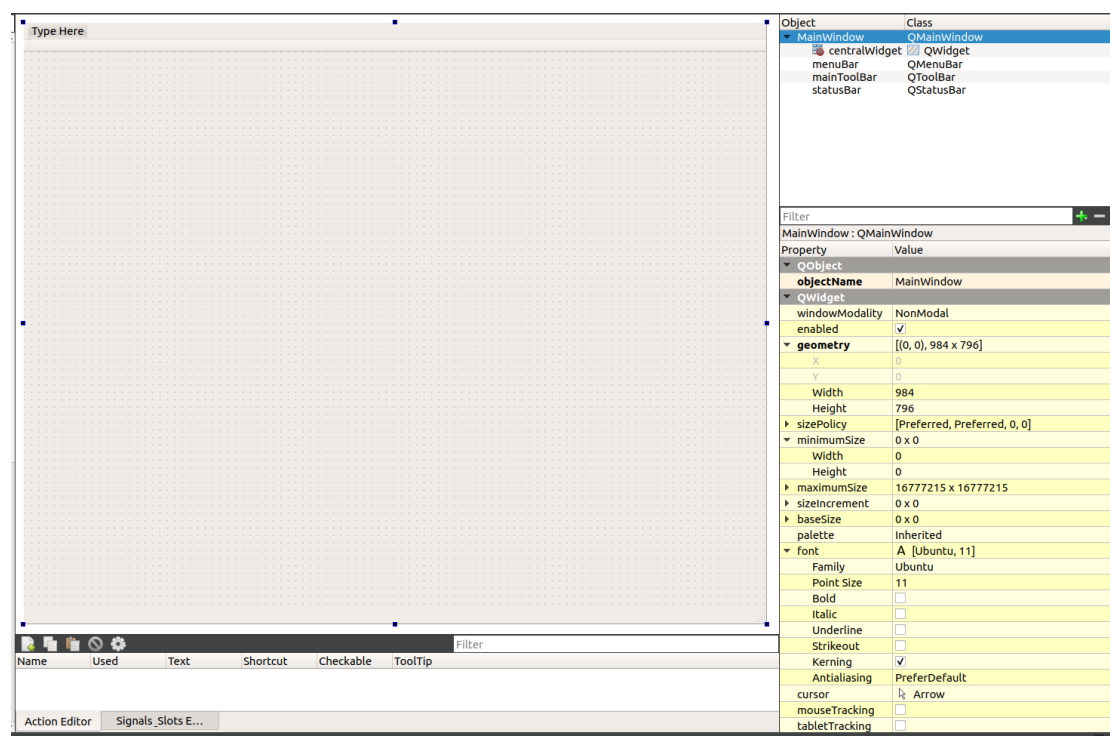 Type Here
Object Class
MainWindow QMainWindow
centralWidget QWidget
menuBar QMenuBar
mainToolBar QToolBar
statusBar QStatusBar
Filter
MainWindow : QMainWindow
Property Value
QObject
objectName MainWindow
QWidget
windowModality NonModal
enabled
geometry [(0, 0), 984 x 796]
X 0
Y 0
Width 984
Height 796
sizePolicy [Preferred, Preferred, 0, 0]
minimumSize 0 x 0
Width 0
Height 0
maximumSize 16777215 x 16777215
sizeIncrement 0 x 0
baseSize 0 x 0
palette Inherited
font A [Ubuntu, 11]
Family Ubuntu
Point Size 11
Bold
Italic
Underline
Strikeout
Kerning
Antialiasing PreferDefault
cursor Arrow
mouseTracking
tabletTracking
Filter
Name Used Text Shortcut Checkable ToolTip
Action Editor Signals_Slots E...